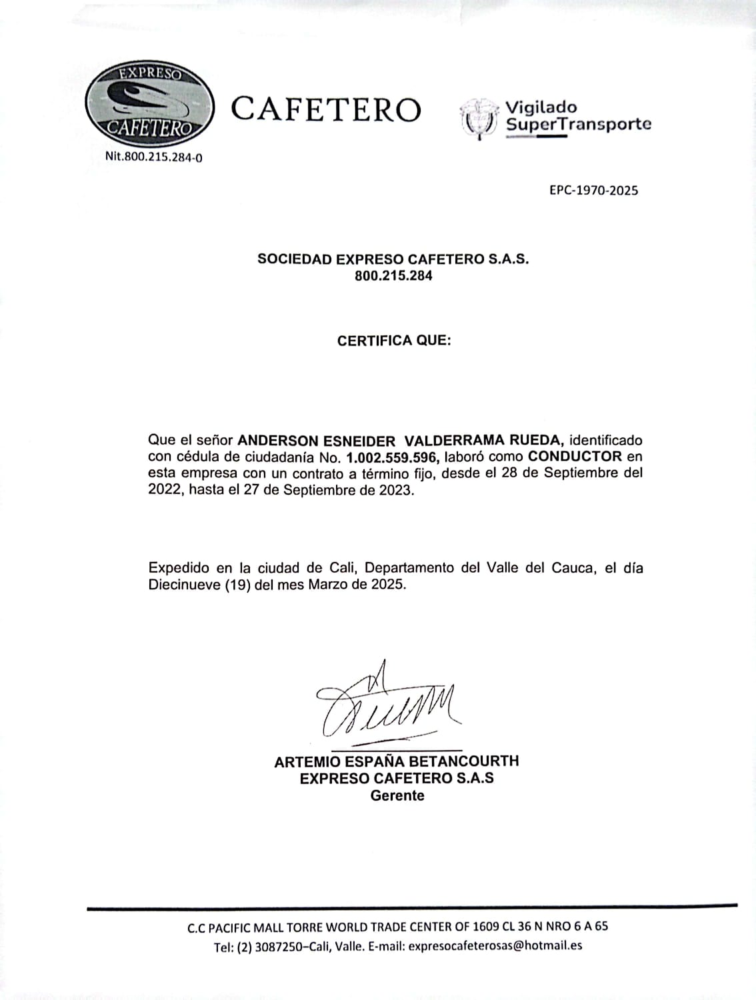 EXPRESO
CAFETERO
CAFETERO
Vigilado
SuperTransporte
Nit.800.215.284-0
EPC-1970-2025
SOCIEDAD EXPRESO CAFETERO S.A.S.
800.215.284
CERTIFICA QUE:
Que el señor ANDERSON ESNEIDER VALDERRAMA RUEDA, identificado
con cédula de ciudadanía No. 1.002.559.596, laboró como CONDUCTOR en
esta empresa con un contrato a término fijo, desde el 28 de Septiembre del
2022, hasta el 27 de Septiembre de 2023.
Expedido en la ciudad de Cali, Departamento del Valle del Cauca, el día
Diecinueve (19) del mes Marzo de 2025.
ARTEMIO ESPAÑA BETANCOURTH
EXPRESO CAFETERO S.A.S
Gerente
C.C PACIFIC MALL TORRE WORLD TRADE CENTER OF 1609 CL 36 N NRO 6 A 65
Tel: (2) 3087250–Cali, Valle. E-mail: expresocafeterosas@hotmail.es